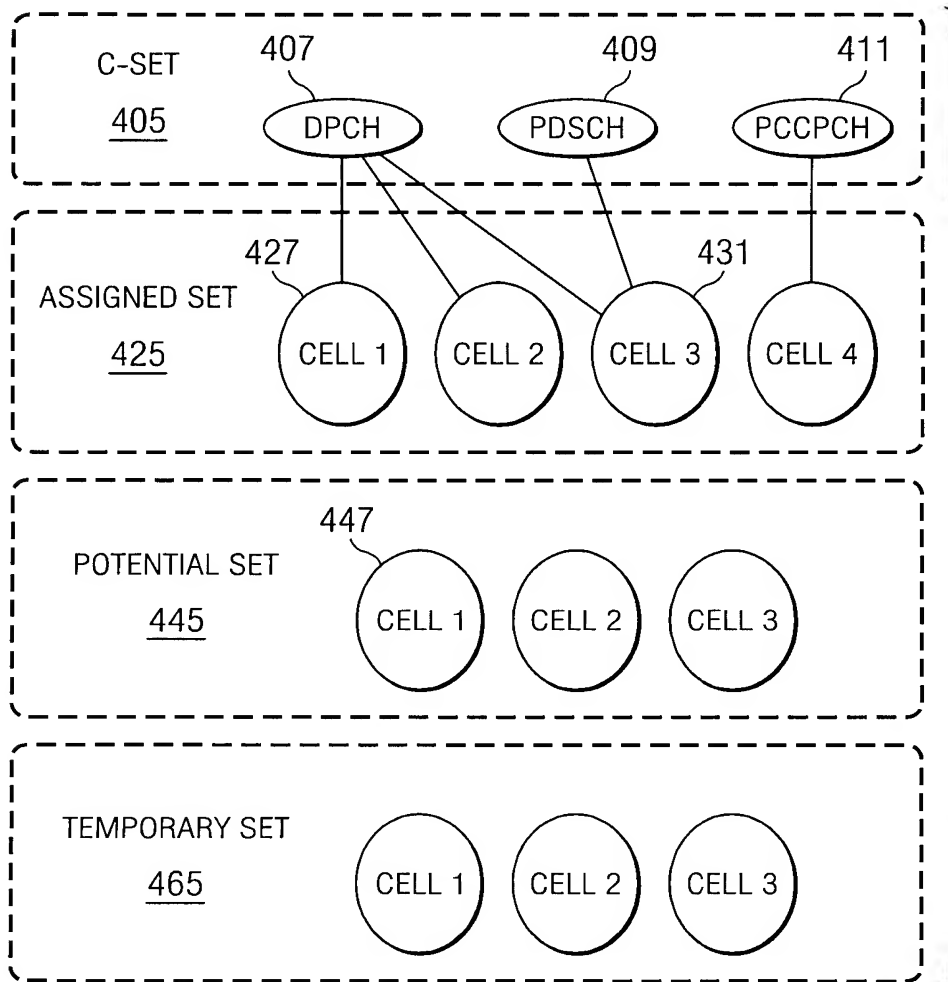 407
409
411
C-SET
405
DPCH
PDSCH
PCCPCH
427
431
ASSIGNED SET
425
CELL 1
CELL 2
CELL 3
CELL 4
447
POTENTIAL SET
445
CELL 1
CELL 2
CELL 3
TEMPORARY SET
465
CELL 1
CELL 2
CELL 3